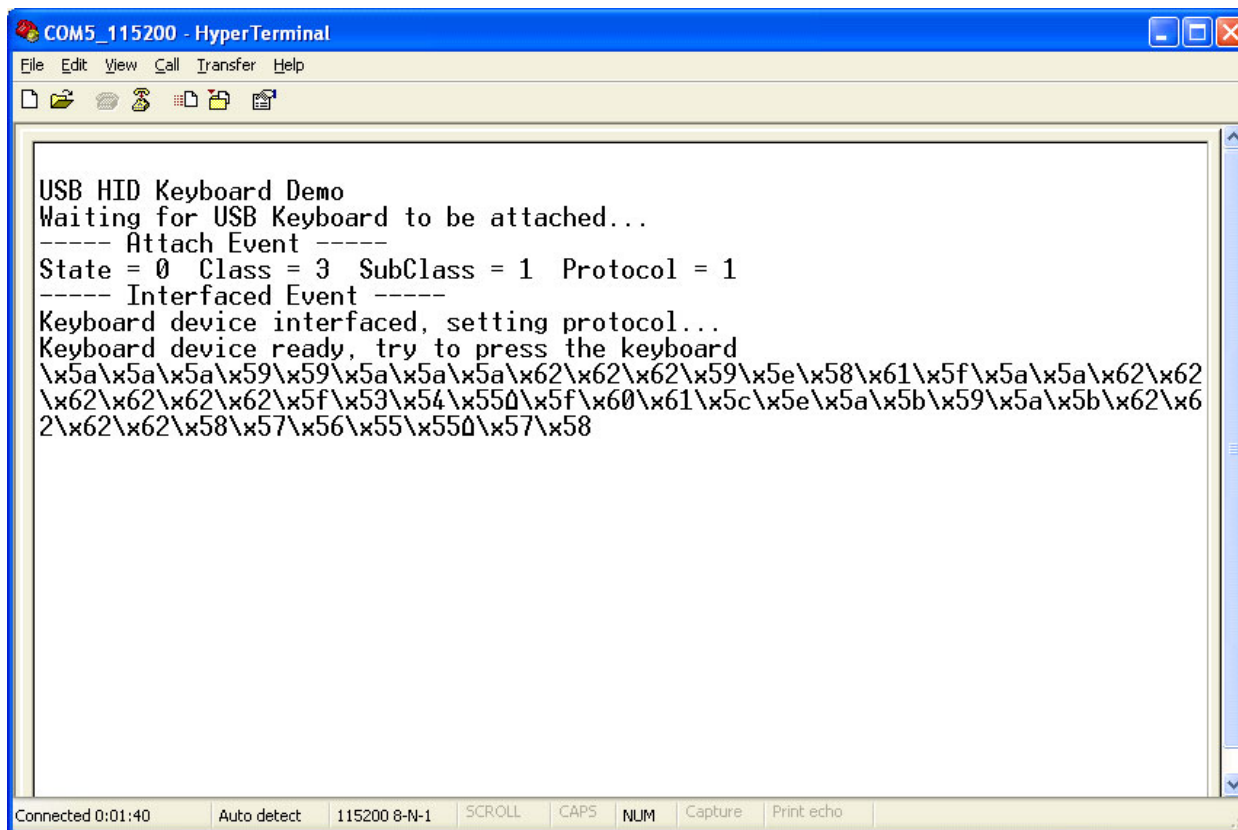 COM5_115200 - HyperTerminal
File Edit View Call Transfer Help
USB HID Keyboard Demo
Waiting for USB Keyboard to be attached...
----- Attach Event -----
State = 0  Class = 3  SubClass = 1  Protocol = 1
----- Interfaced Event -----
Keyboard device interfaced, setting protocol...
Keyboard device ready, try to press the keyboard
\x5a\x5a\x5a\x59\x59\x5a\x5a\x5a\x62\x62\x62\x59\x5e\x58\x61\x5f\x5a\x5a\x62\x62
\x62\x62\x62\x62\x5f\x53\x54\x55⌂\x5f\x60\x61\x5c\x5e\x5a\x5b\x59\x5a\x5b\x62\x6
2\x62\x62\x58\x57\x56\x55\x55⌂\x57\x58
Connected 0:01:40 Auto detect 115200 8-N-1 SCROLL CAPS NUM Capture Print echo